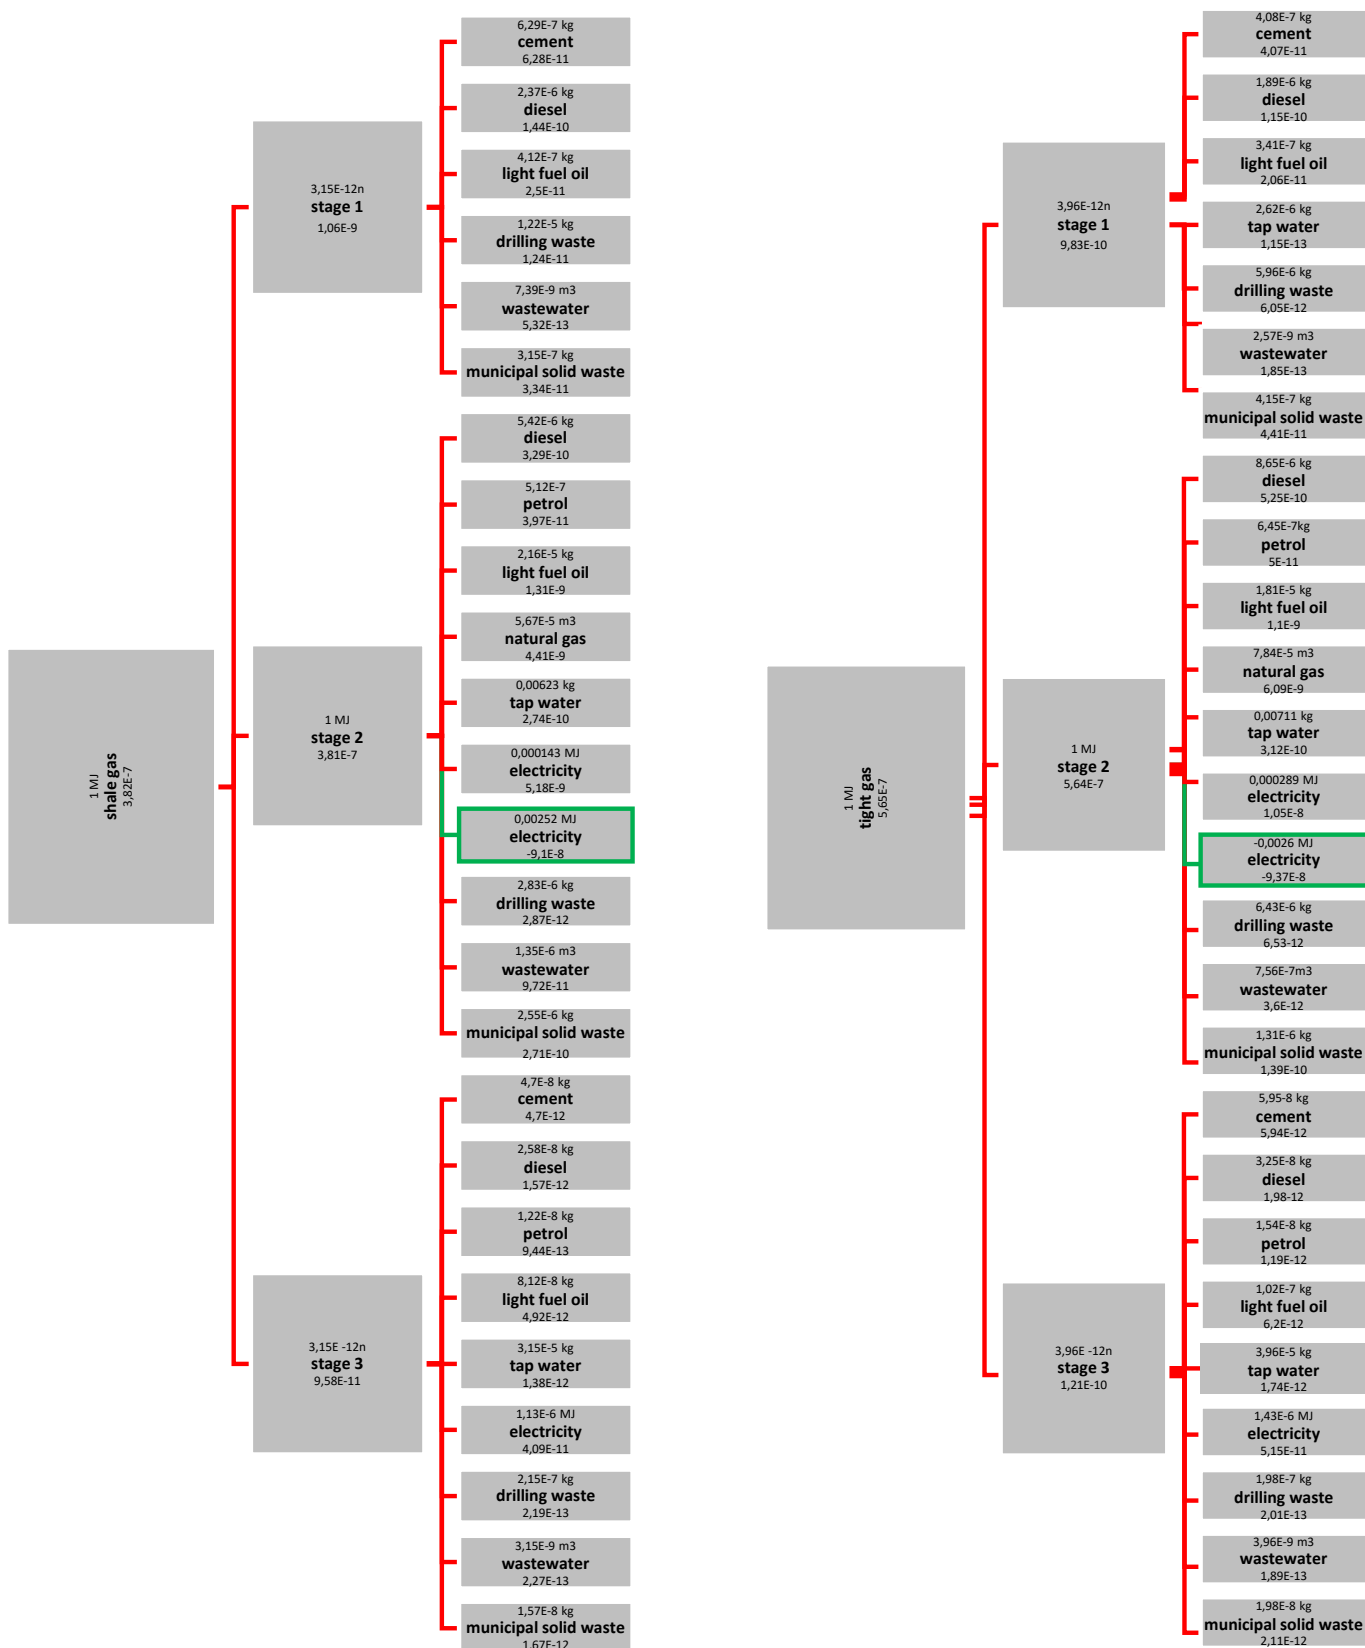 1 MJ
shale gas
3,82E-7
3,15E-12n
stage 1
1,06E-9
6,29E-7 kg
cement
6,28E-11
2,37E-6 kg
diesel
1,44E-10
4,12E-7 kg
light fuel oil
2,5E-11
1,22E-5 kg
drilling waste
1,24E-11
7,39E-9 m3
wastewater
5,32E-13
3,15E-7 kg
municipal solid waste
3,34E-11
1 MJ
stage 2
3,81E-7
5,42E-6 kg
diesel
3,29E-10
5,12E-7
petrol
3,97E-11
2,16E-5 kg
light fuel oil
1,31E-9
5,67E-5 m3
natural gas
4,41E-9
0,00623 kg
tap water
2,74E-10
0,000143 MJ
electricity
5,18E-9
0,00252 MJ
electricity
-9,1E-8
2,83E-6 kg
drilling waste
2,87E-12
1,35E-6 m3
wastewater
9,72E-11
2,55E-6 kg
municipal solid waste
2,71E-10
3,15E -12n
stage 3
9,58E-11
4,7E-8 kg
cement
4,7E-12
2,58E-8 kg
diesel
1,57E-12
1,22E-8 kg
petrol
9,44E-13
8,12E-8 kg
light fuel oil
4,92E-12
3,15E-5 kg
tap water
1,38E-12
1,13E-6 MJ
electricity
4,09E-11
2,15E-7 kg
drilling waste
2,19E-13
3,15E-9 m3
wastewater
2,27E-13
1,57E-8 kg
municipal solid waste
1,67E-12
1 MJ
tight gas
5,65E-7
3,96E-12n
stage 1
9,83E-10
4,08E-7 kg
cement
4,07E-11
1,89E-6 kg
diesel
1,15E-10
3,41E-7 kg
light fuel oil
2,06E-11
2,62E-6 kg
tap water
1,15E-13
5,96E-6 kg
drilling waste
6,05E-12
2,57E-9 m3
wastewater
1,85E-13
4,15E-7 kg
municipal solid waste
4,41E-11
1 MJ
stage 2
5,64E-7
8,65E-6 kg
diesel
5,25E-10
6,45E-7kg
petrol
5E-11
1,81E-5 kg
light fuel oil
1,1E-9
7,84E-5 m3
natural gas
6,09E-9
0,00711 kg
tap water
3,12E-10
0,000289 MJ
electricity
1,05E-8
-0,0026 MJ
electricity
-9,37E-8
6,43E-6 kg
drilling waste
6,53-12
7,56E-7m3
wastewater
3,6E-12
1,31E-6 kg
municipal solid waste
1,39E-10
3,96E -12n
stage 3
1,21E-10
5,95-8 kg
cement
5,94E-12
3,25E-8 kg
diesel
1,98-12
1,54E-8 kg
petrol
1,19E-12
1,02E-7 kg
light fuel oil
6,2E-12
3,96E-5 kg
tap water
1,74E-12
1,43E-6 MJ
electricity
5,15E-11
1,98E-7 kg
drilling waste
2,01E-13
3,96E-9 m3
wastewater
1,89E-13
1,98E-8 kg
municipal solid waste
2,11E-12